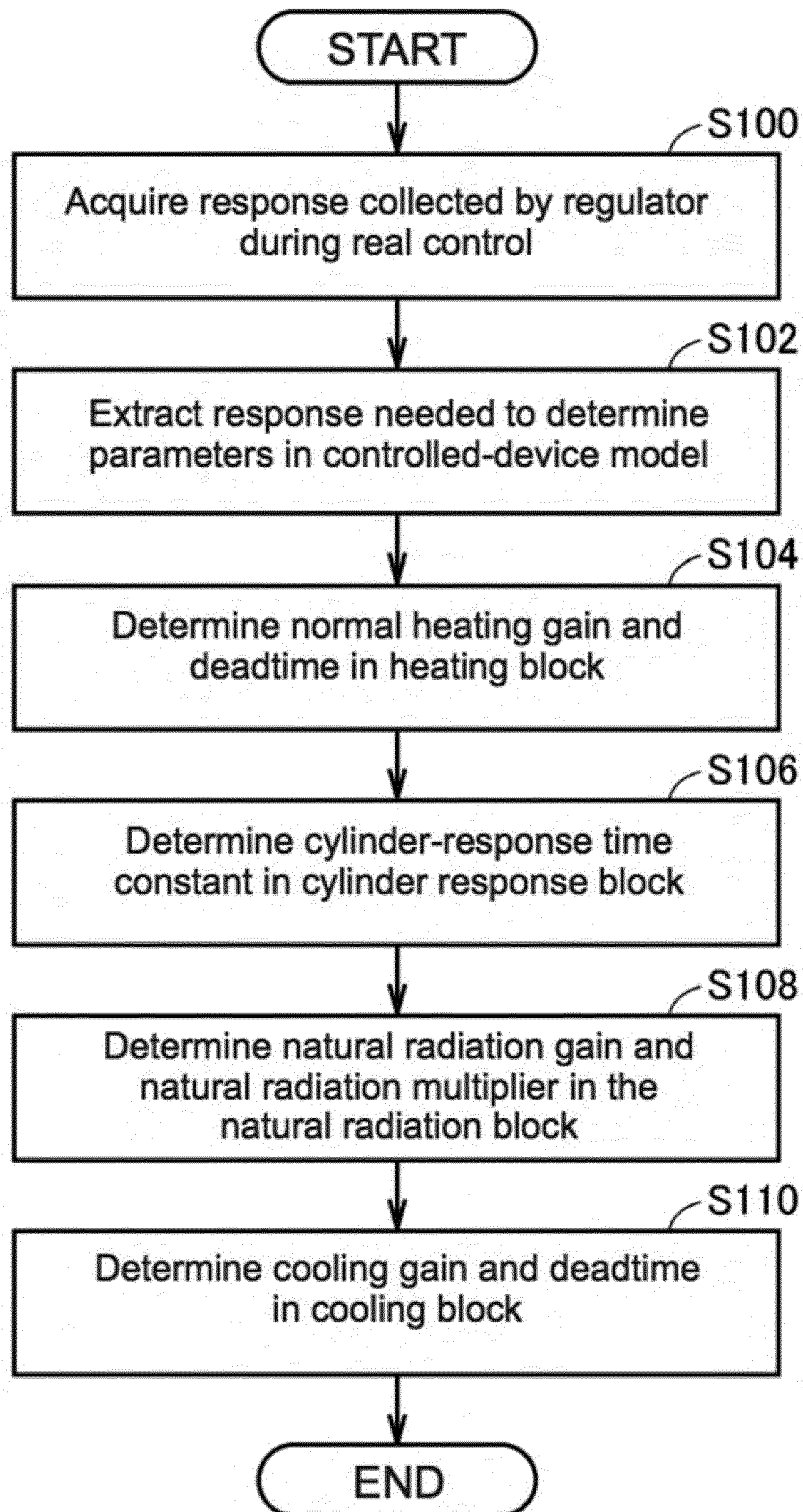 START
S100
Acquire response collected by regulator
during real control
S102
Extract response needed to determine
parameters in controlled-device model
S104
Determine normal heating gain and
deadtime in heating block
S106
Determine cylinder-response time
constant in cylinder response block
S108
Determine natural radiation gain and
natural radiation multiplier in the
natural radiation block
S110
Determine cooling gain and deadtime
in cooling block
END